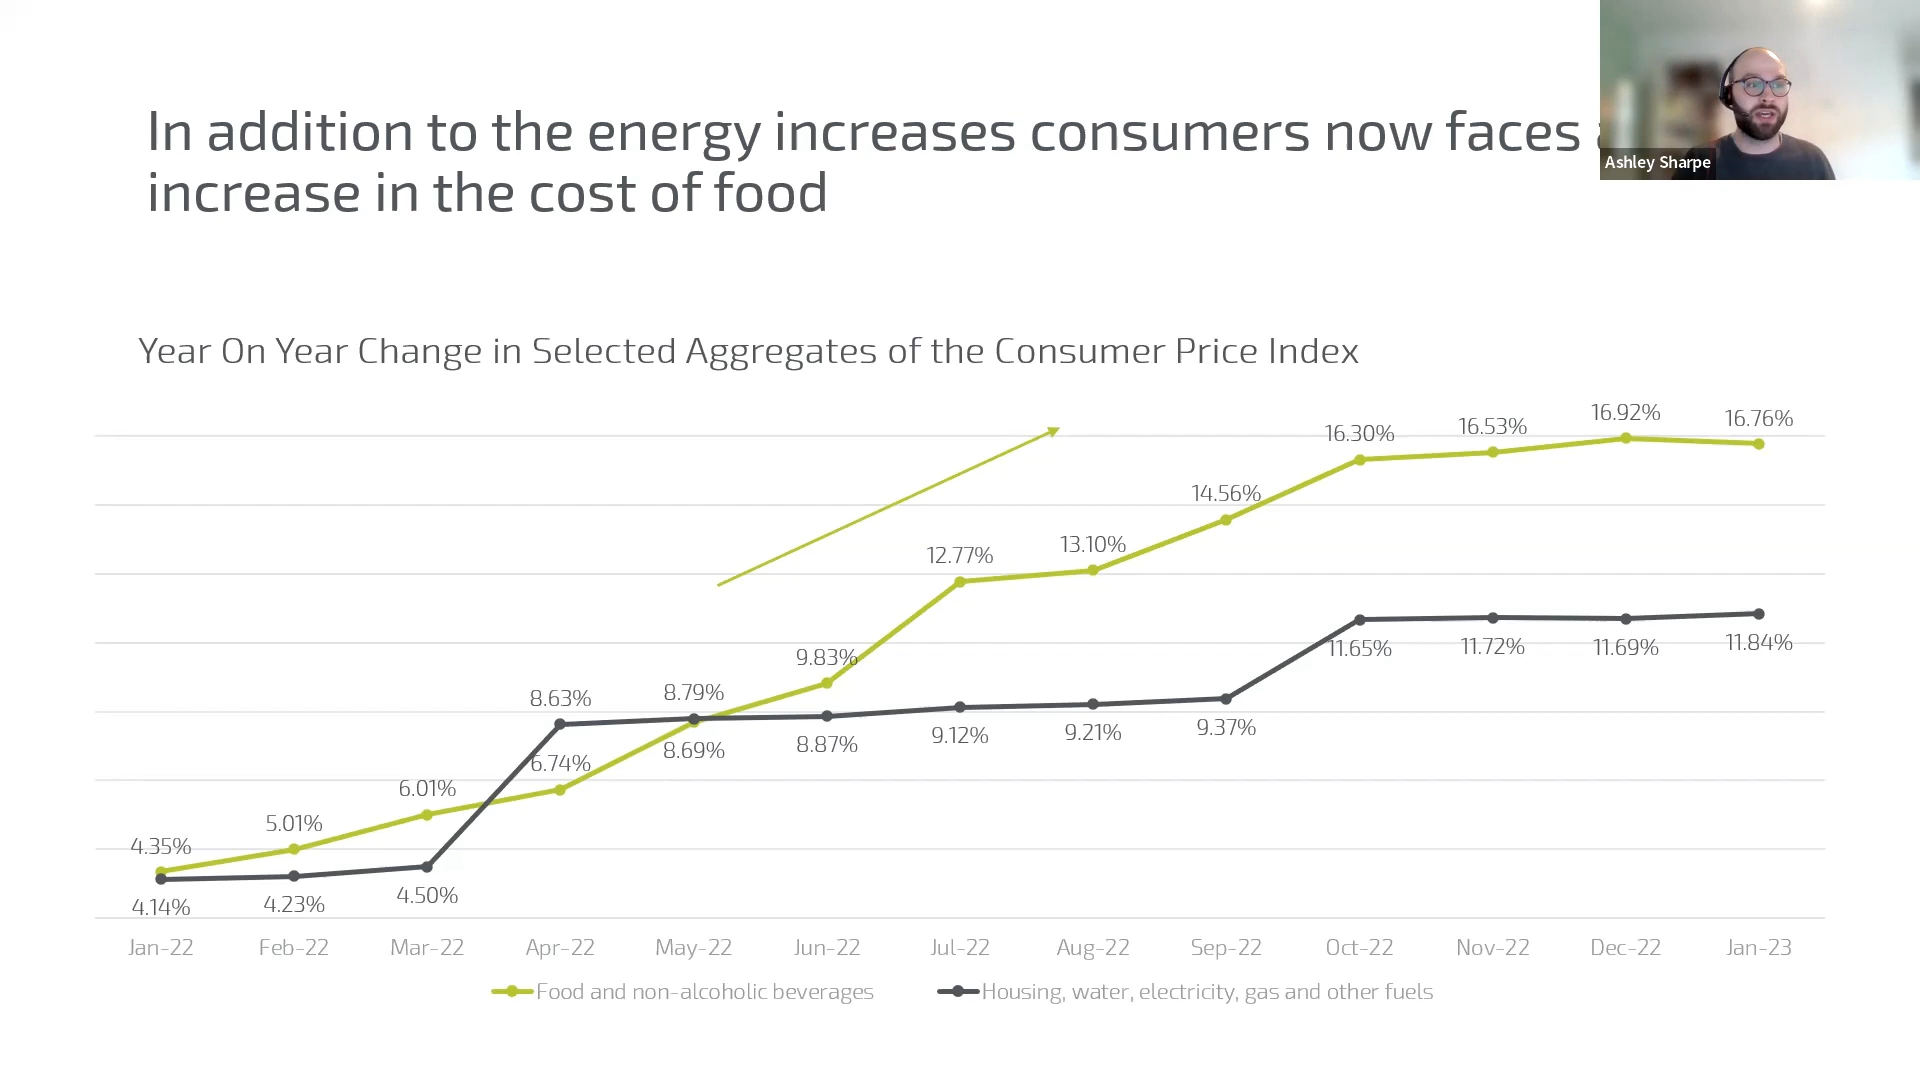 In addition to the energy increases consumers now faces
increase in the cost of food
Ashley Sharpe
Year On Year Change in Selected Aggregates of the Consumer Price Index
16.30% 16.53% 16.92% 16.76%
14.56%
12.77% 13.10%
9.83%
11.65% 11.72% 11.69% 11.84%
8.63% 8.79%
6.74% 8.69% 8.87% 9.12% 9.21% 9.37%
4.35% 5.01% 6.01%
4.14% 4.23% 4.50%
Jan-22 Feb-22 Mar-22 Apr-22 May-22 Jun-22 Jul-22 Aug-22 Sep-22 Oct-22 Nov-22 Dec-22 Jan-23
Food and non-alcoholic beverages Housing, water, electricity, gas and other fuels